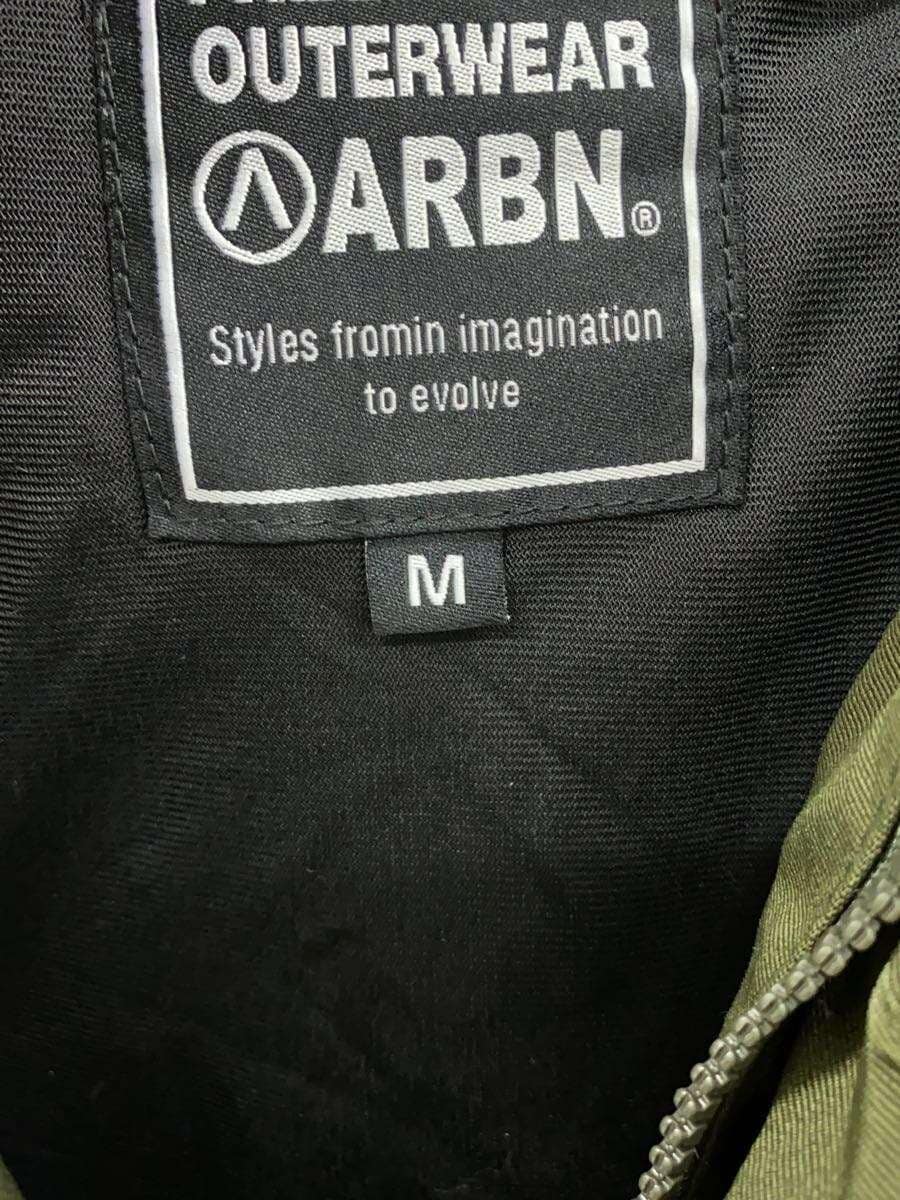 OUTERWEAR
ARBN®
Styles fromin imagination
to evolve
M